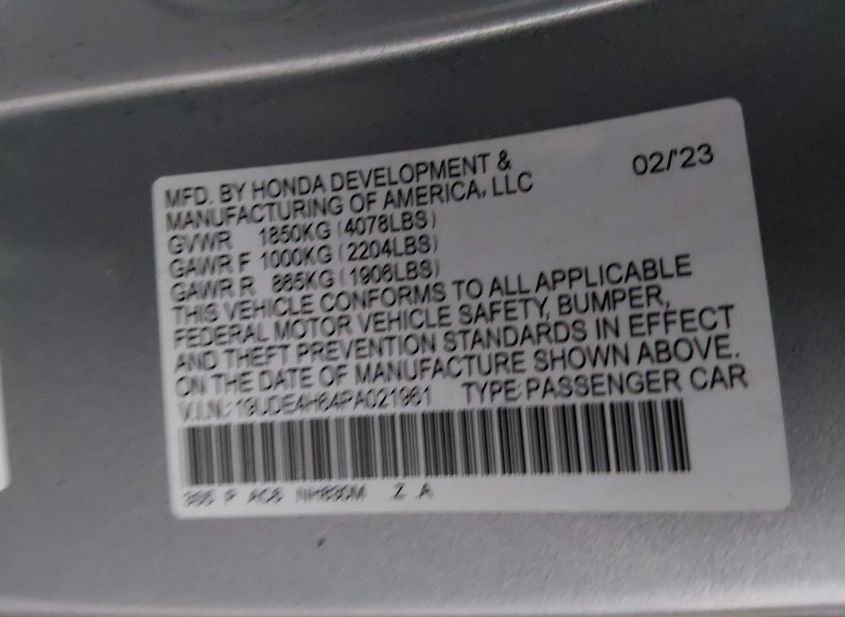 MFD. BY HONDA DEVELOPMENT & 02/'23
MANUFACTURING OF AMERICA, LLC
GVWR 1850KG (4078LBS)
GAWR F 1000KG (2204LBS)
GAWR R 865KG (1906LBS)
THIS VEHICLE CONFORMS TO ALL APPLICABLE
FEDERAL MOTOR VEHICLE SAFETY, BUMPER,
AND THEFT PREVENTION STANDARDS IN EFFECT
ON THE DATE OF MANUFACTURE SHOWN ABOVE.
V.I.N.: 19UDE4H64PA021961 TYPE:PASSENGER CAR
P NH830M 2 A